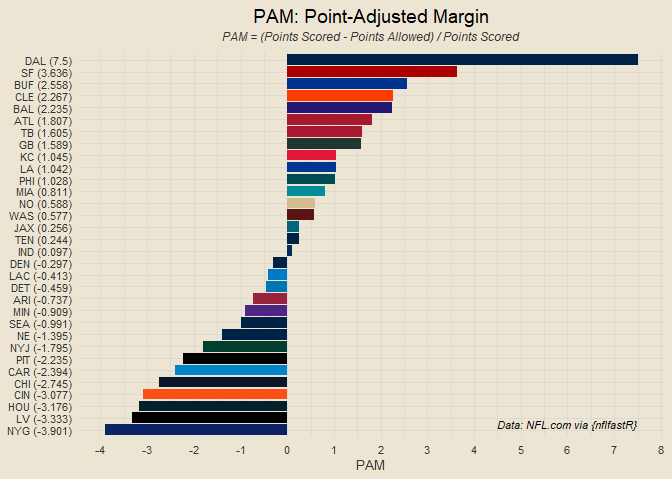 PAM: Point-Adjusted Margin
PAM = (Points Scored - Points Allowed) / Points Scored
DAL (7.5)
SF (3.636)
BUF (2.558)
CLE (2.267)
BAL (2.235)
ATL (1.807)
TB (1.605)
GB (1.589)
KC (1.045)
LA (1.042)
PHI (1.028)
MIA (0.811)
NO (0.588)
WAS (0.577)
JAX (0.256)
TEN (0.244)
IND (0.097)
DEN (-0.297)
LAC (-0.413)
DET (-0.459)
ARI (-0.737)
MIN (-0.909)
SEA (-0.991)
NE (-1.395)
NYJ (-1.795)
PIT (-2.235)
CAR (-2.394)
CHI (-2.745)
CIN (-3.077)
HOU (-3.176)
LV (-3.333)
NYG (-3.901)
Data: NFL.com via {nflfastR}
-4 -3 -2 -1 0 1 2 3 4 5 6 7 8
PAM